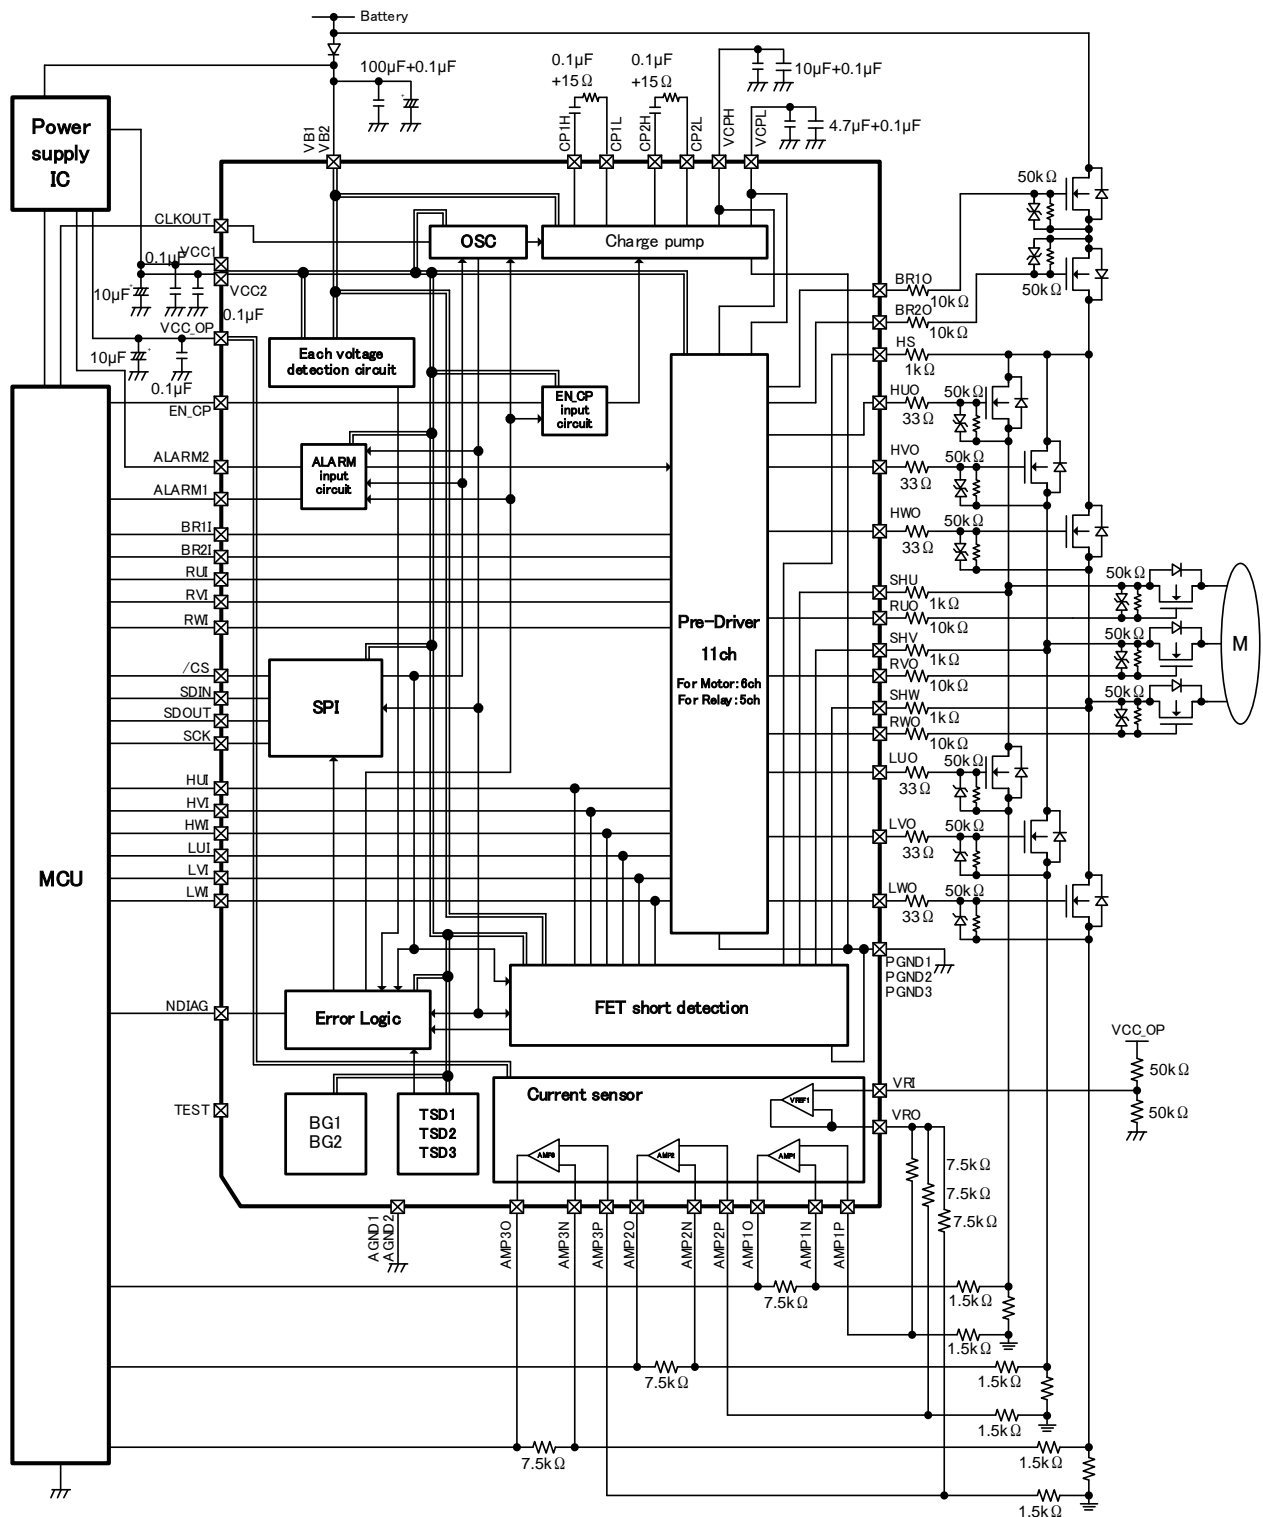 Battery
100μF+0.1μF
0.1μF
+15Ω
0.1μF
+15Ω
10μF+0.1μF
4.7μF+0.1μF
VB1
VB2
CP1H
CP1L
CP2H
CP2L
VCPH
VCPL
Power
supply
IC
CLKOUT
OSC
Charge pump
50kΩ
50kΩ
0.1μF
VCC1
10μF
VCC2
0.1μF
VCC_OP
10μF
0.1μF
BR1O
10kΩ
BR2O
10kΩ
HS
1kΩ
Each voltage
detection circuit
EN_CP
EN_CP
input
circuit
HUO
33Ω
50kΩ
ALARM2
ALARM
input
circuit
ALARM1
HVO
33Ω
50kΩ
BR1I
BR2I
RUI
RVI
RWI
HWO
33Ω
50kΩ
SHU
1kΩ
RUO
10kΩ
50kΩ
Pre-Driver
11ch
For Motor:6ch
For Relay:5ch
SHV
1kΩ
RVO
10kΩ
50kΩ
M
/CS
SDIN
SDOUT
SCK
SPI
SHW
1kΩ
RWO
10kΩ
50kΩ
HUI
HVI
HWI
LUI
LVI
LWI
LUO
33Ω
50kΩ
LVO
33Ω
50kΩ
LWO
33Ω
50kΩ
MCU
PGND1
PGND2
PGND3
NDIAG
Error Logic
FET short detection
VCC_OP
50kΩ
50kΩ
TEST
BG1
BG2
TSD1
TSD2
TSD3
Current sensor
VREF1
VRI
VRO
AMP3
AMP2
AMP1
7.5kΩ
7.5kΩ
7.5kΩ
AGND1
AGND2
AMP3O
AMP3N
AMP3P
AMP2O
AMP2N
AMP2P
AMP1O
AMP1N
AMP1P
7.5kΩ
1.5kΩ
1.5kΩ
7.5kΩ
1.5kΩ
1.5kΩ
7.5kΩ
1.5kΩ
1.5kΩ